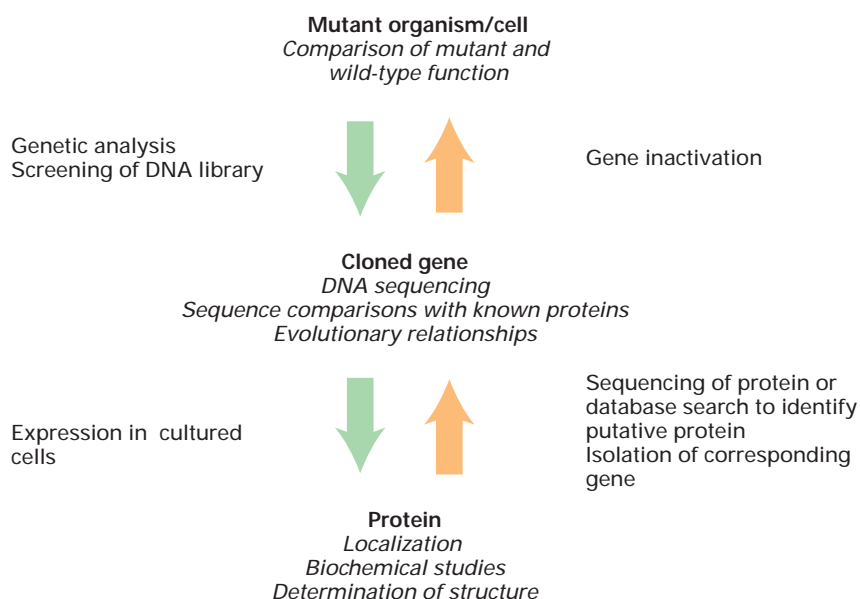 Mutant organism/cell
Comparison of mutant and
wild-type function
Genetic analysis
Screening of DNA library
Gene inactivation
Cloned gene
DNA sequencing
Sequence comparisons with known proteins
Evolutionary relationships
Expression in cultured
cells
Sequencing of protein or
database search to identify
putative protein
Isolation of corresponding
gene
Protein
Localization
Biochemical studies
Determination of structure